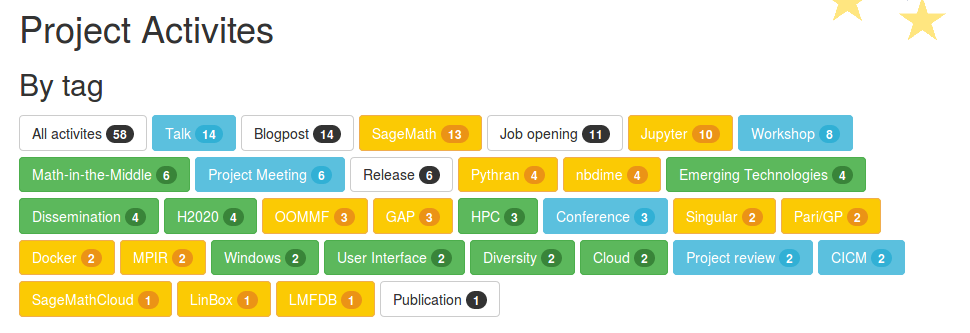 Project Activites
By tag
All activites 58 Talk 14 Blogpost 14 SageMath 13 Job opening 11 Jupyter 10 Workshop 8
Math-in-the-Middle 6 Project Meeting 6 Release 6 Pythran 4 nbdime 4 Emerging Technologies 4
Dissemination 4 H2020 4 OOMMF 3 GAP 3 HPC 3 Conference 3 Singular 2 Pari/GP 2
Docker 2 MPIR 2 Windows 2 User Interface 2 Diversity 2 Cloud 2 Project review 2 CICM 2
SageMathCloud 1 LinBox 1 LMFDB 1 Publication 1